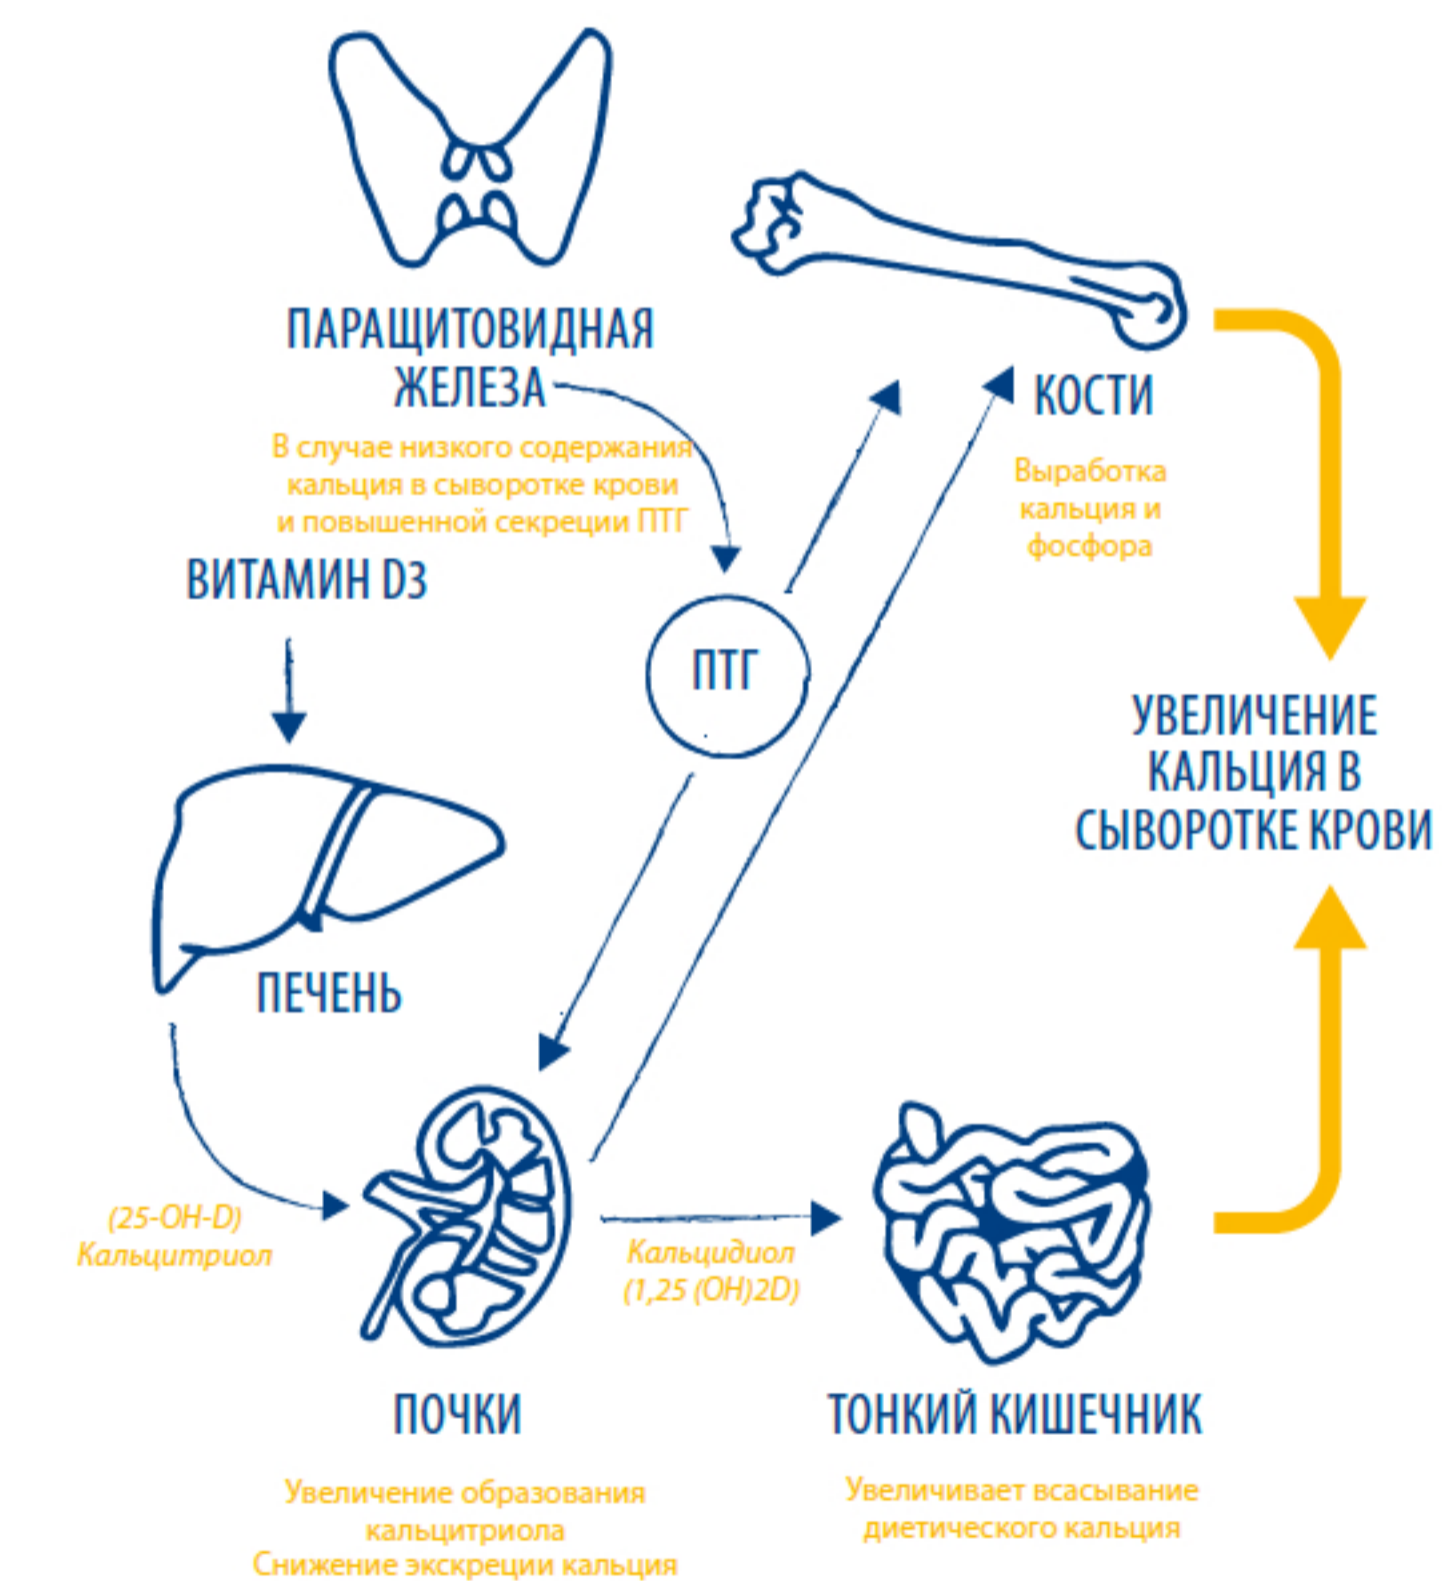 ПАРАЩИТОВИДНАЯ
ЖЕЛЕЗА
В случае низкого содержания
кальция в сыворотке крови
и повышенной секреции ПТГ
КОСТИ
Выработка
кальция и
фосфора
ВИТАМИН D3
ПТГ
УВЕЛИЧЕНИЕ
КАЛЬЦИЯ В
СЫВОРОТКЕ КРОВИ
ПЕЧЕНЬ
(25-OH-D)
Кальцитриол
Кальцидиол
(1,25 (OH)2D)
ПОЧКИ
Увеличение образования
кальцитриола
Снижение экскреции кальция
ТОНКИЙ КИШЕЧНИК
Увеличивает всасывание
диетического кальция